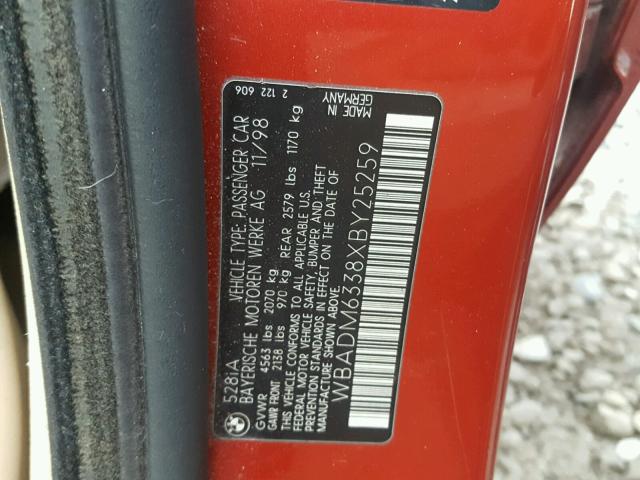 528IA VEHICLE TYPE: PASSENGER CAR 2 122 606
BAYERISCHE MOTOREN WERKE AG 11/98
GVWR 4563 lbs 2070 kg
GAWR FRONT 2138 lbs 970 kg REAR 2579 lbs 1170 kg
THIS VEHICLE CONFORMS TO ALL APPLICABLE U.S.
FEDERAL MOTOR VEHICLE SAFETY, BUMPER AND THEFT
PREVENTION STANDARDS IN EFFECT ON THE DATE OF
MANUFACTURE SHOWN ABOVE.
MADE IN
GERMANY
WBADM6338XBY25259